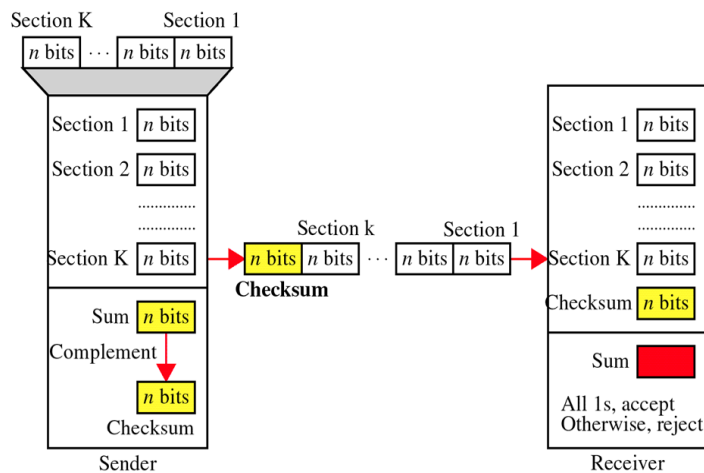 Section K Section 1
n bits ... n bits n bits
Section 1 n bits
Section 2 n bits
....................
....................
Section K n bits
Sum n bits
Complement
n bits
Checksum
Sender
Section k Section 1
n bits n bits ... n bits n bits
Checksum
Section 1 n bits
Section 2 n bits
....................
....................
Section K n bits
Checksum n bits
Sum
All 1s, accept
Otherwise, reject
Receiver